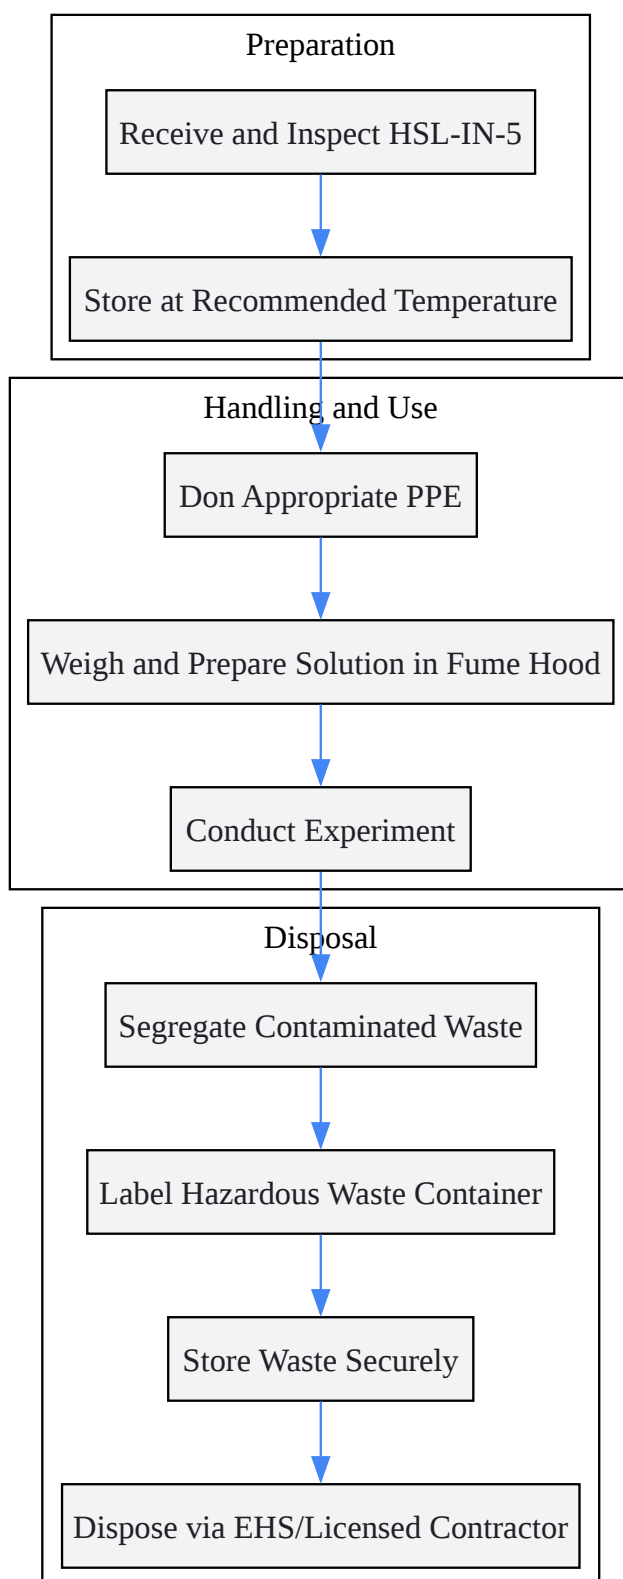 Preparation
Receive and Inspect HSL-IN-5
Store at Recommended Temperature
Handling and Use
Don Appropriate PPE
Weigh and Prepare Solution in Fume Hood
Conduct Experiment
Disposal
Segregate Contaminated Waste
Label Hazardous Waste Container
Store Waste Securely
Dispose via EHS/Licensed Contractor